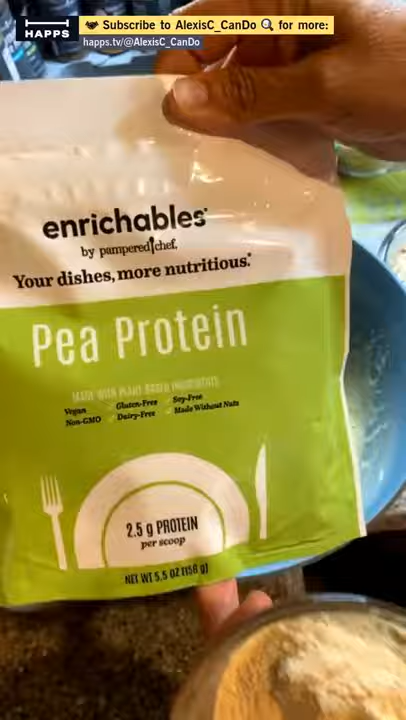 HAPPS
Subscribe to AlexisC_CanDo for more:
happs.tv/@AlexisC_CanDo
enrichables®
by pampered chef.
Your dishes, more nutritious.*
Pea Protein
MADE WITH PLANT-BASED INGREDIENTS
Vegan Gluten-Free Soy-Free
Non-GMO Dairy-Free Made Without Nuts
2.5 g PROTEIN
per scoop
NET WT 5.5 OZ (156 g)